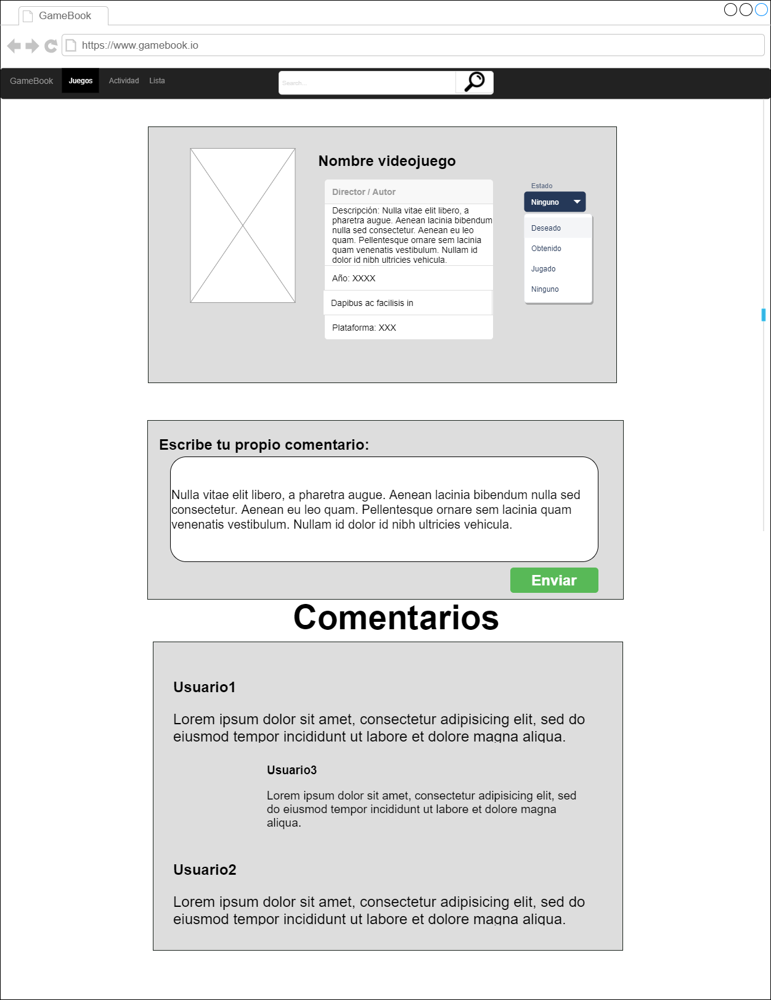 GameBook
https://www.gamebook.io
GameBook Juegos Actividad Lista Search...
Nombre videojuego
Director / Autor
Descripción: Nulla vitae elit libero, a
pharetra augue. Aenean lacinia bibendum
nulla sed consectetur. Aenean eu leo
quam. Pellentesque ornare sem lacinia
quam venenatis vestibulum. Nullam id
dolor id nibh ultricies vehicula.
Año: XXXX
Dapibus ac facilisis in
Plataforma: XXX
Estado
Ninguno
Deseado
Obtenido
Jugado
Ninguno
Escribe tu propio comentario:
Nulla vitae elit libero, a pharetra augue. Aenean lacinia bibendum nulla sed
consectetur. Aenean eu leo quam. Pellentesque ornare sem lacinia quam
venenatis vestibulum. Nullam id dolor id nibh ultricies vehicula.
Enviar
Comentarios
Usuario1
Lorem ipsum dolor sit amet, consectetur adipisicing elit, sed do
eiusmod tempor incididunt ut labore et dolore magna aliqua.
Usuario3
Lorem ipsum dolor sit amet, consectetur adipisicing elit, sed
do eiusmod tempor incididunt ut labore et dolore magna
aliqua.
Usuario2
Lorem ipsum dolor sit amet, consectetur adipisicing elit, sed do
eiusmod tempor incididunt ut labore et dolore magna aliqua.